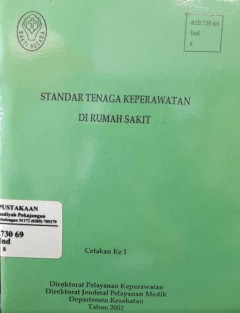 BAKTI HUSADA
610.730 69
Ind
s
STANDAR TENAGA KEPERAWATAN
DI RUMAH SAKIT
PUSTAKAAN
Pekajangan
.730 69
Ind
s
Cetakan Ke I
Direktorat Pelayanan Keperawatan
Direktorat Jenderal Pelayanan Medik
Departemen Kesehatan
Tahun 2002